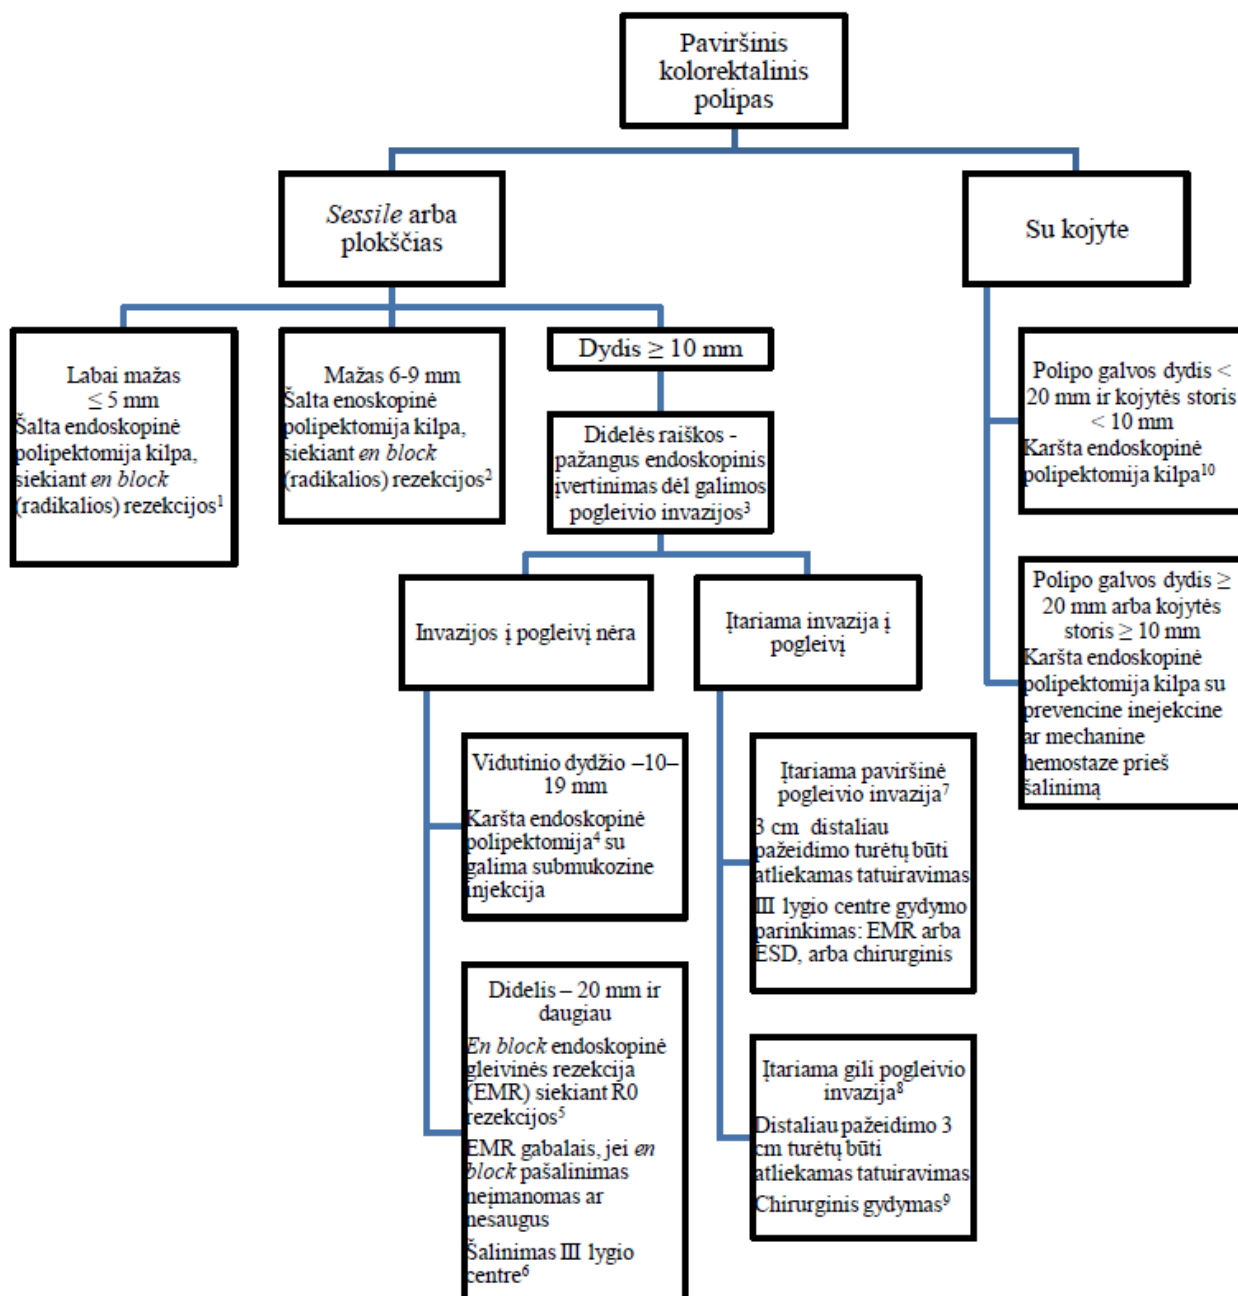 Paviršinis
kolorektalinis
polipas
Sessile arba
plokščias
Su kojyte
Labai mažas
≤ 5 mm
Šalta endoskopinė
polipektomija kilpa,
siekiant en block
(radikalios) rezekcijos¹
Mažas 6-9 mm
Šalta enoskopinė
polipektomija kilpa,
siekiant en block
(radikalios) rezekcijos²
Dydis ≥ 10 mm
Didelės raiškos -
pažangus endoskopinis
įvertinimas dėl galimos
pogleivio invazijos³
Invazijos į pogleivį nėra
Įtariama invazija į
pogleivį
Vidutinio dydžio –10–
19 mm
Karšta endoskopinė
polipektomija⁴ su
galima submukozine
injekcija
Didelis – 20 mm ir
daugiau
En block endoskopinė
gleivinės rezekcija
(EMR) siekiant R0
rezekcijos⁵
EMR gabalais, jei en
block pašalinimas
neįmanomas ar
nesaugus
Šalinimas III lygio
centre⁶
Įtariama paviršinė
pogleivio invazija⁷
3 cm distaliau
pažeidimo turėtų būti
atliekamas tatuiravimas
III lygio centre gydymo
parinkimas: EMR arba
ESD, arba chirurginis
Įtariama gili pogleivio
invazija⁸
Distaliau pažeidimo 3
cm turėtų būti
atliekamas tatuiravimas
Chirurginis gydymas⁹
Polipo galvos dydis <
20 mm ir kojytės storis
< 10 mm
Karšta endoskopinė
polipektomija kilpa¹⁰
Polipo galvos dydis ≥
20 mm arba kojytės
storis ≥ 10 mm
Karšta endoskopinė
polipektomija kilpa su
prevencine inejekcine
ar mechanine
hemostaze prieš
šalinimą